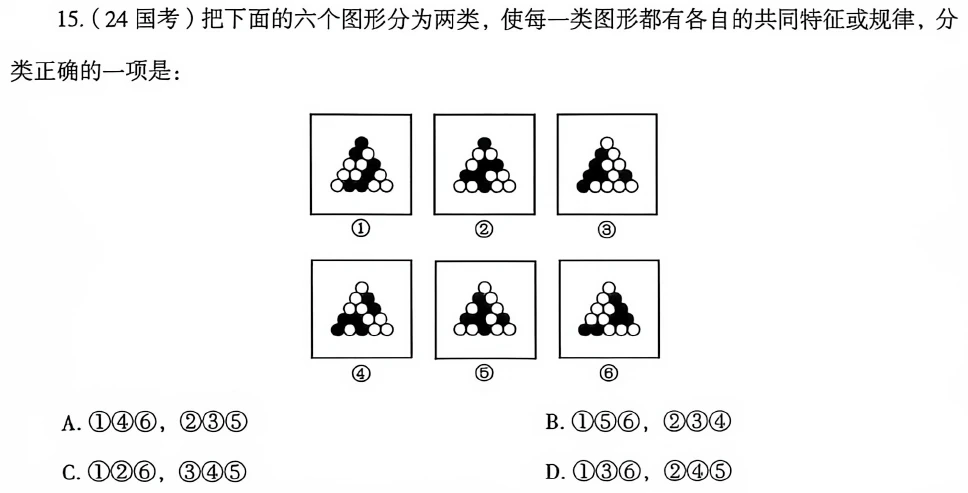 15.(24 国考)把下面的六个图形分为两类，使每一类图形都有各自的共同特征或规律，分
类正确的一项是：
① ② ③
④ ⑤ ⑥
A. ①④⑥，②③⑤ B. ①⑤⑥，②③④
C. ①②⑥，③④⑤ D. ①③⑥，②④⑤